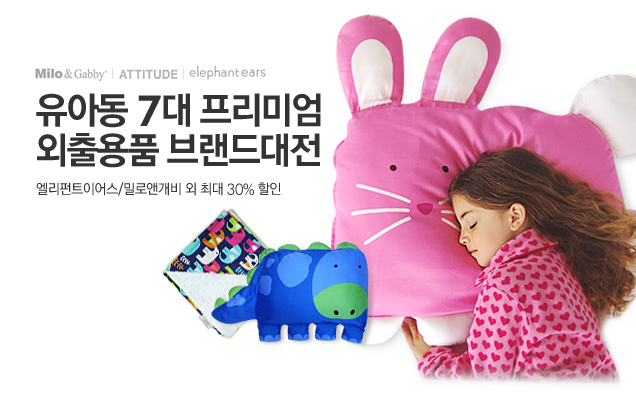 Milo & Gabby® | ATTITUDE | elephantears
유아동 7대 프리미엄
외출용품 브랜드대전
엘리펀트이어스/밀로앤개비 외 최대 30% 할인